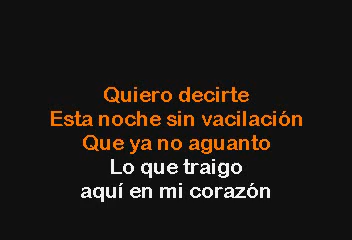 Quiero decirte
Esta noche sin vacilación
Que ya no aguanto
Lo que traigo
aquí en mi corazón